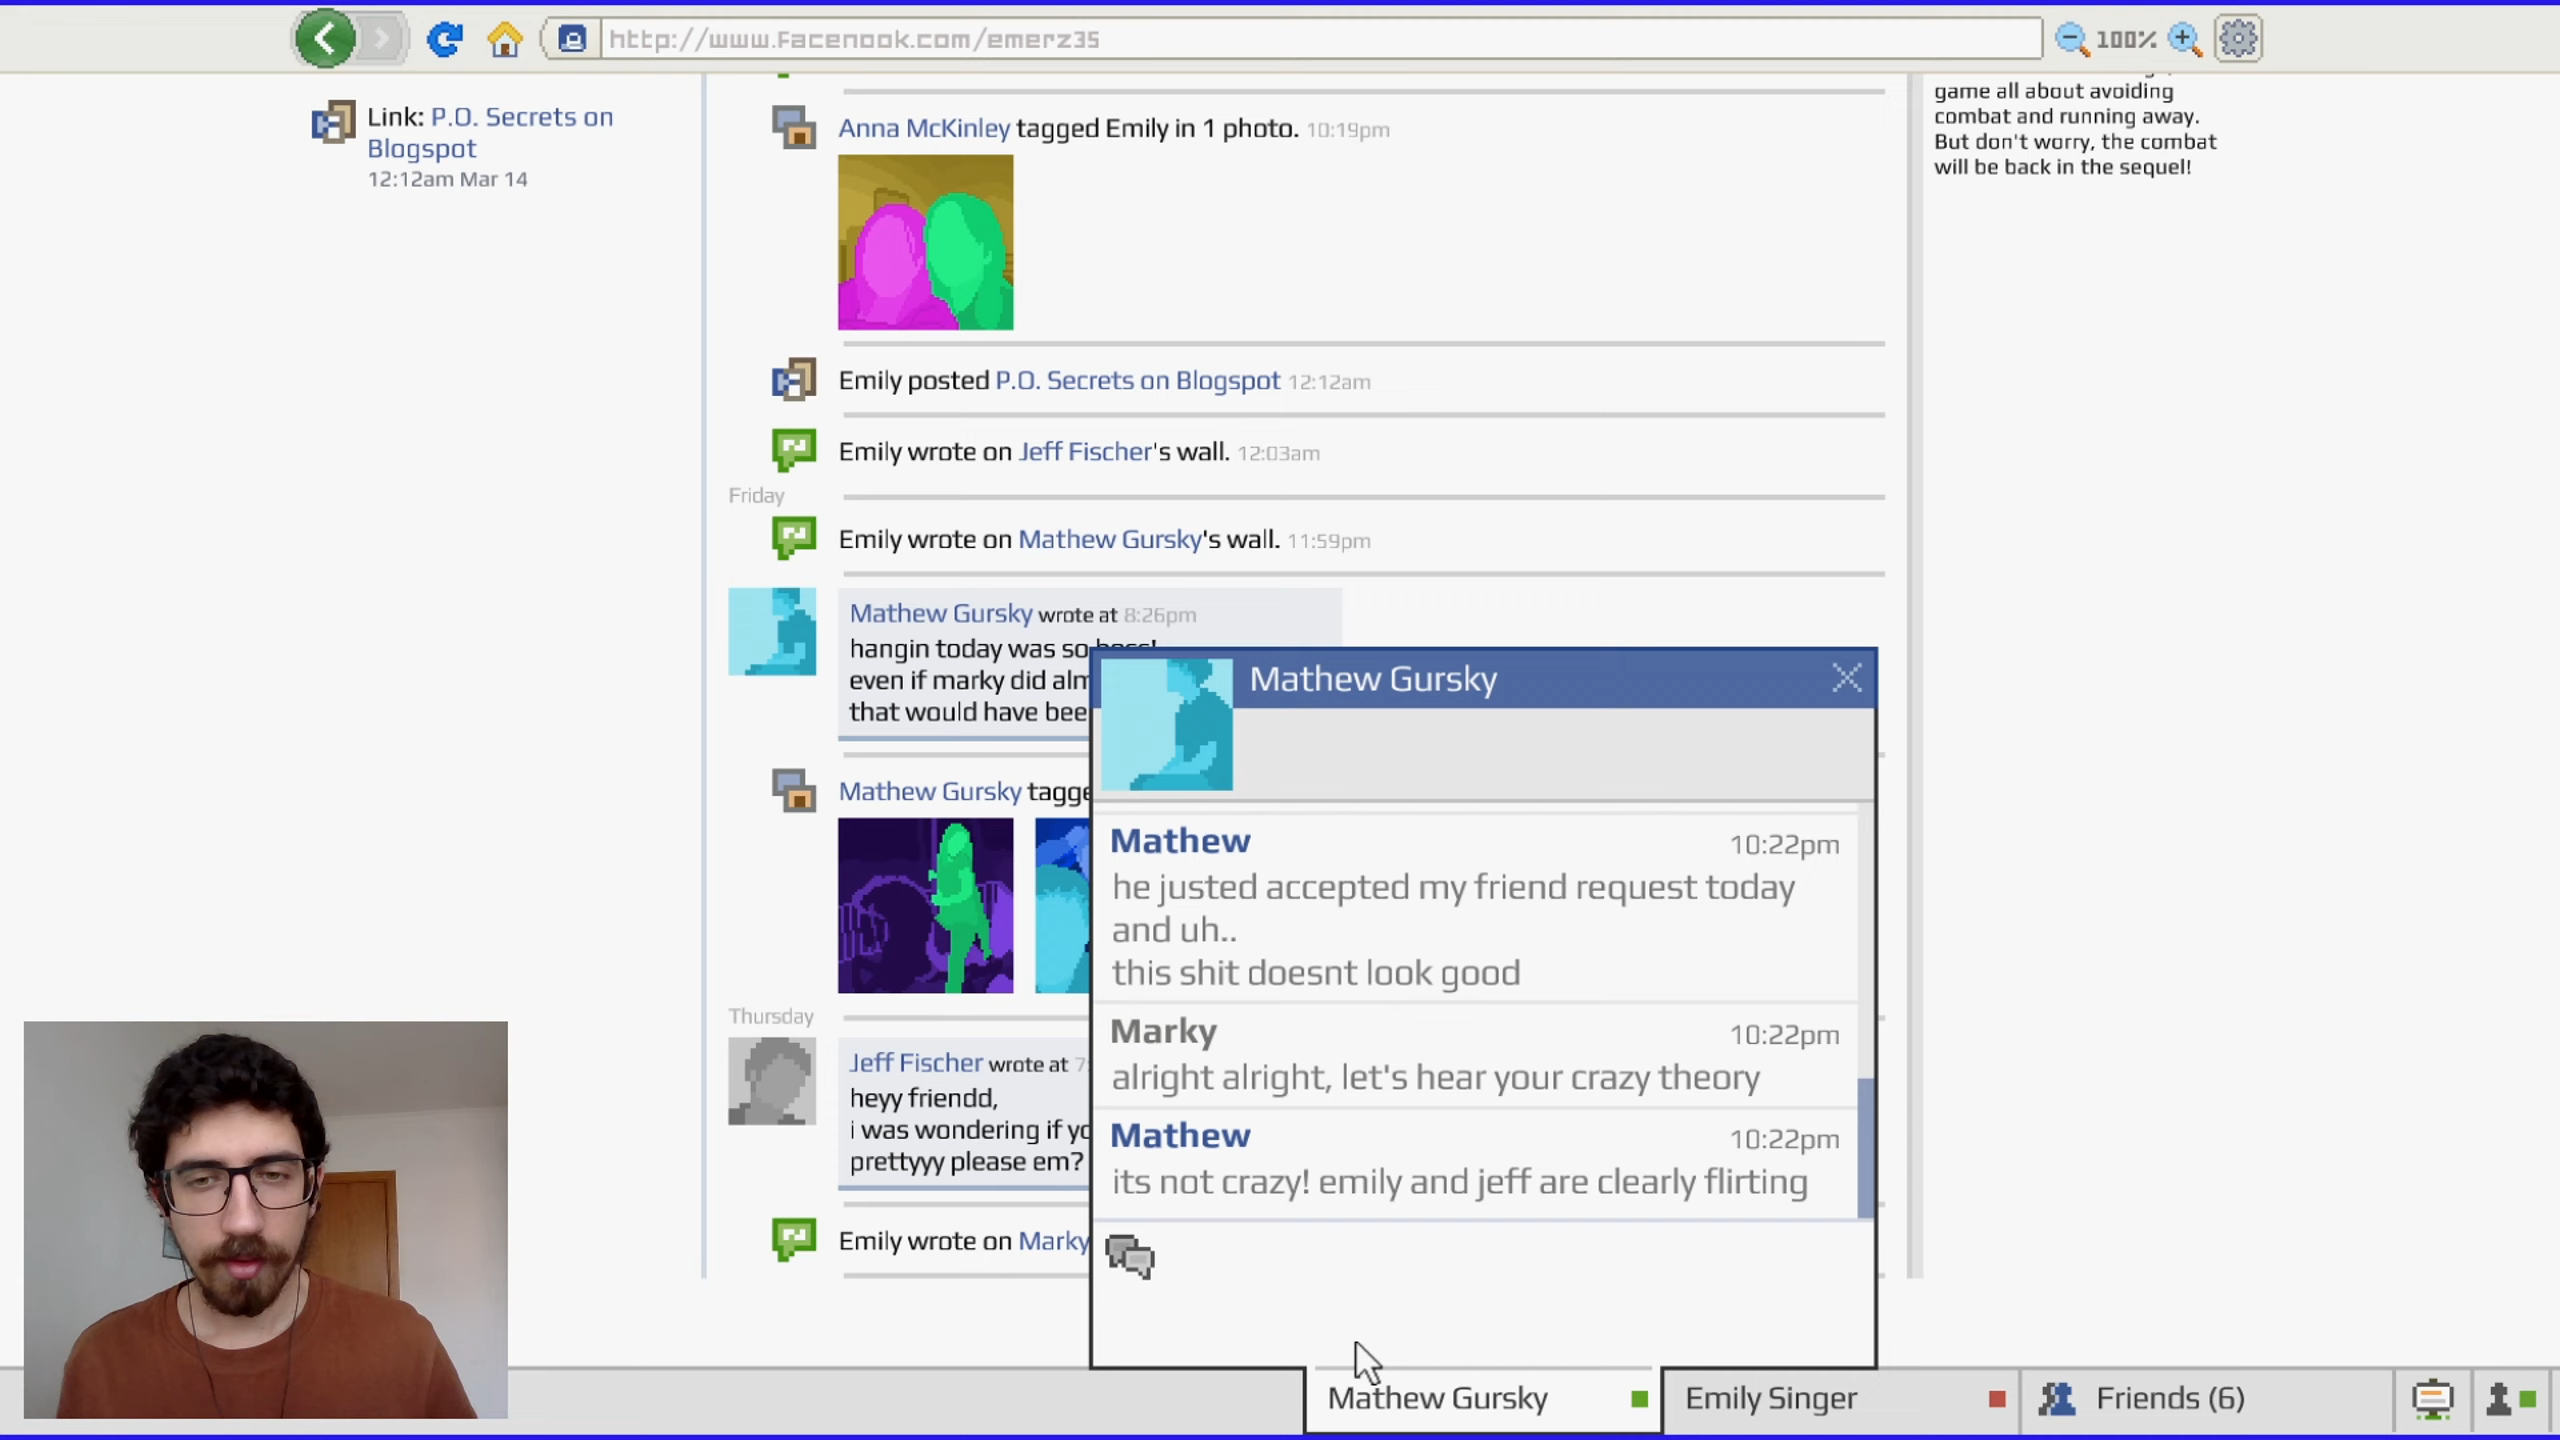 http://www.Facenook.com/emerz35
100%
Link: P.O. Secrets on
Blogspot
12:12am Mar 14
Anna McKinley tagged Emily in 1 photo. 10:19pm
Emily posted P.O. Secrets on Blogspot 12:12am
Emily wrote on Jeff Fischer's wall. 12:03am
Friday
Emily wrote on Mathew Gursky's wall. 11:59pm
Mathew Gursky wrote at 8:26pm
hangin today was so boss!
even if marky did
that would have
Mathew Gursky
Thursday
Jeff Fischer wrote at
heyy friendd,
i was wondering if
prettyyy please em?
Emily wrote on Marky
game all about avoiding
combat and running away.
But don't worry, the combat
will be back in the sequel!
Mathew Gursky
Mathew 10:22pm
he justed accepted my friend request today
and uh..
this shit doesnt look good
Marky 10:22pm
alright alright, let's hear your crazy theory
Mathew 10:22pm
its not crazy! emily and jeff are clearly flirting
Mathew Gursky
Emily Singer
Friends (6)